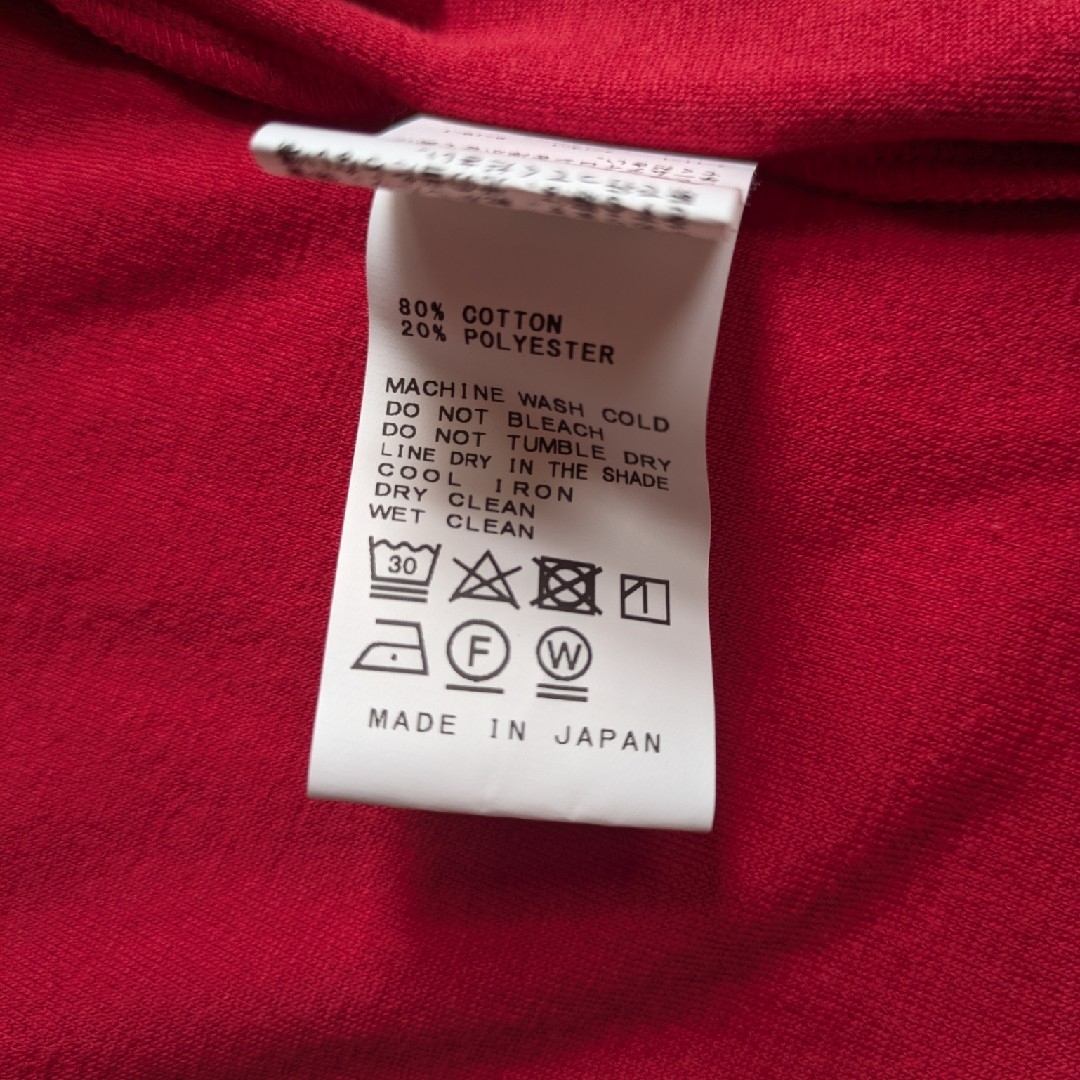 80% COTTON
20% POLYESTER
MACHINE WASH COLD
DO NOT BLEACH
DO NOT TUMBLE DRY
LINE DRY IN THE SHADE
COOL IRON
DRY CLEAN
WET CLEAN
30
F W
MADE IN JAPAN